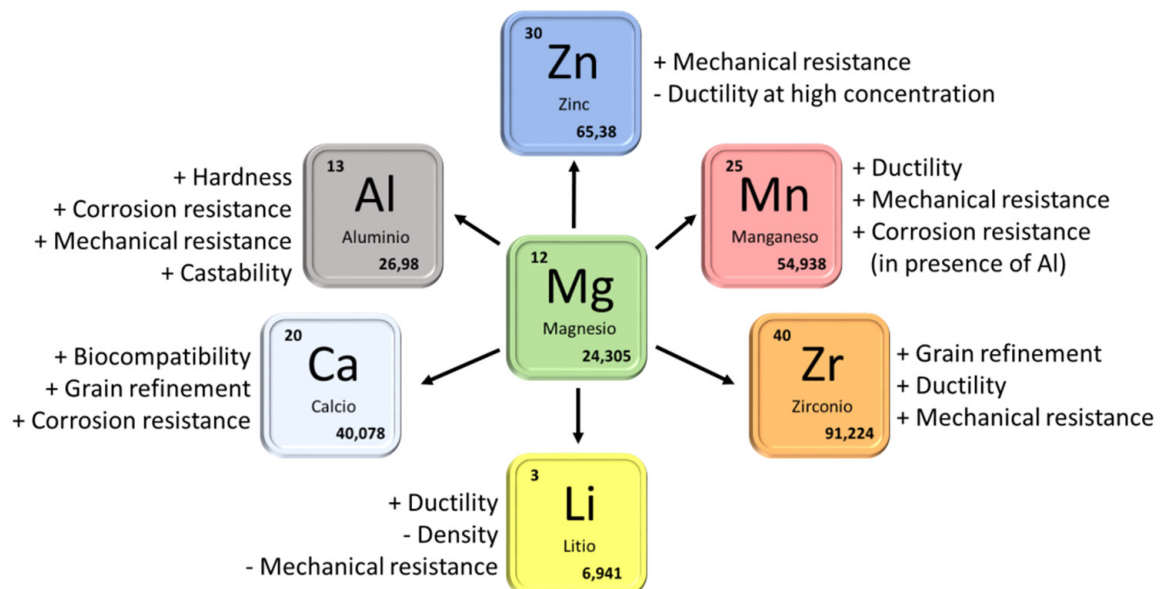 30
Zn
Zinc
65,38
+ Mechanical resistance
- Ductility at high concentration
+ Hardness
+ Corrosion resistance
+ Mechanical resistance
+ Castability
13
Al
Aluminio
26,98
25
Mn
Manganeso
54,938
+ Ductility
+ Mechanical resistance
+ Corrosion resistance
(in presence of Al)
12
Mg
Magnesio
24,305
+ Biocompatibility
+ Grain refinement
+ Corrosion resistance
20
Ca
Calcio
40,078
40
Zr
Zirconio
91,224
+ Grain refinement
+ Ductility
+ Mechanical resistance
+ Ductility
- Density
- Mechanical resistance
3
Li
Litio
6,941